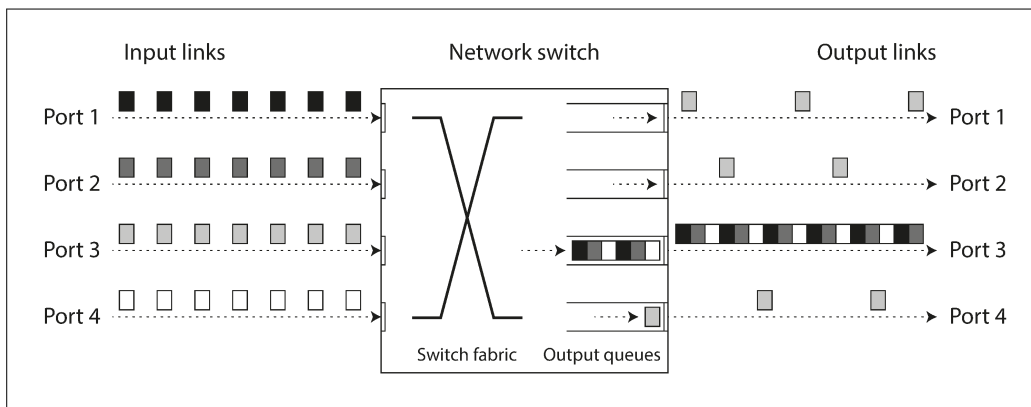 Input links
Network switch
Output links
Port 1
Port 1
Port 2
Port 2
Port 3
Port 3
Port 4
Port 4
Switch fabric
Output queues